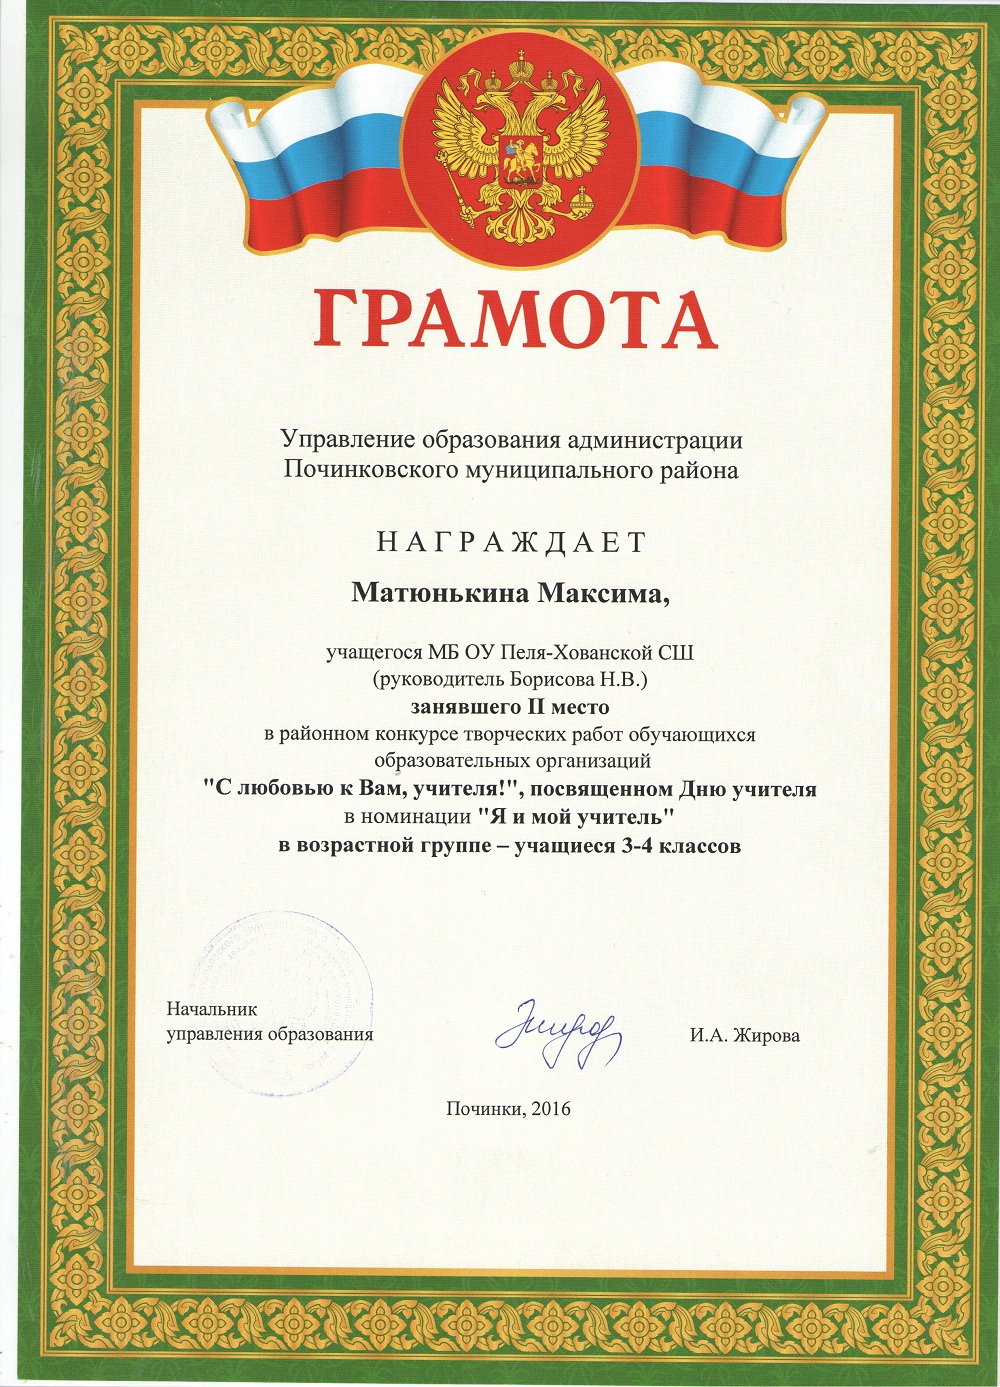 ГРАМОТА
Управление образования администрации
Починковского муниципального района
НАГРАЖДАЕТ
Матюнькина Максима,
учащегося МБ ОУ Пеля-Хованской СШ
(руководитель Борисова Н.В.)
занявшего II место
в районном конкурсе творческих работ обучающихся
образовательных организаций
"С любовью к Вам, учителя!", посвященном Дню учителя
в номинации "Я и мой учитель"
в возрастной группе – учащиеся 3-4 классов
Начальник
управления образования
И.А. Жирова
Починки, 2016